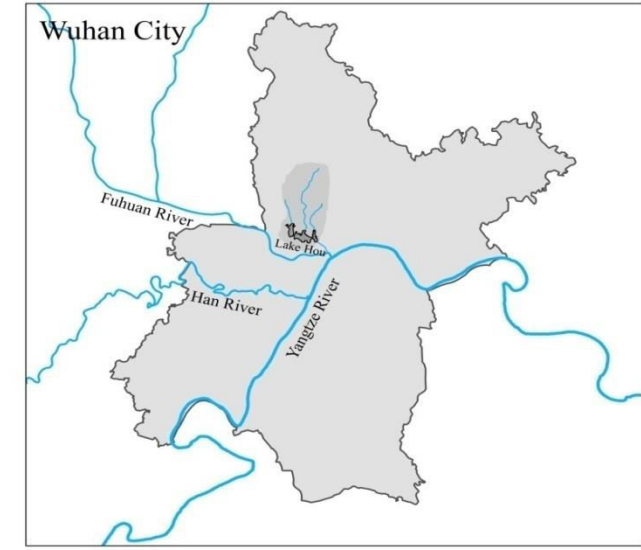 Wuhan City
Fuhuan River
Lake Hou
Han River
Yangtze River